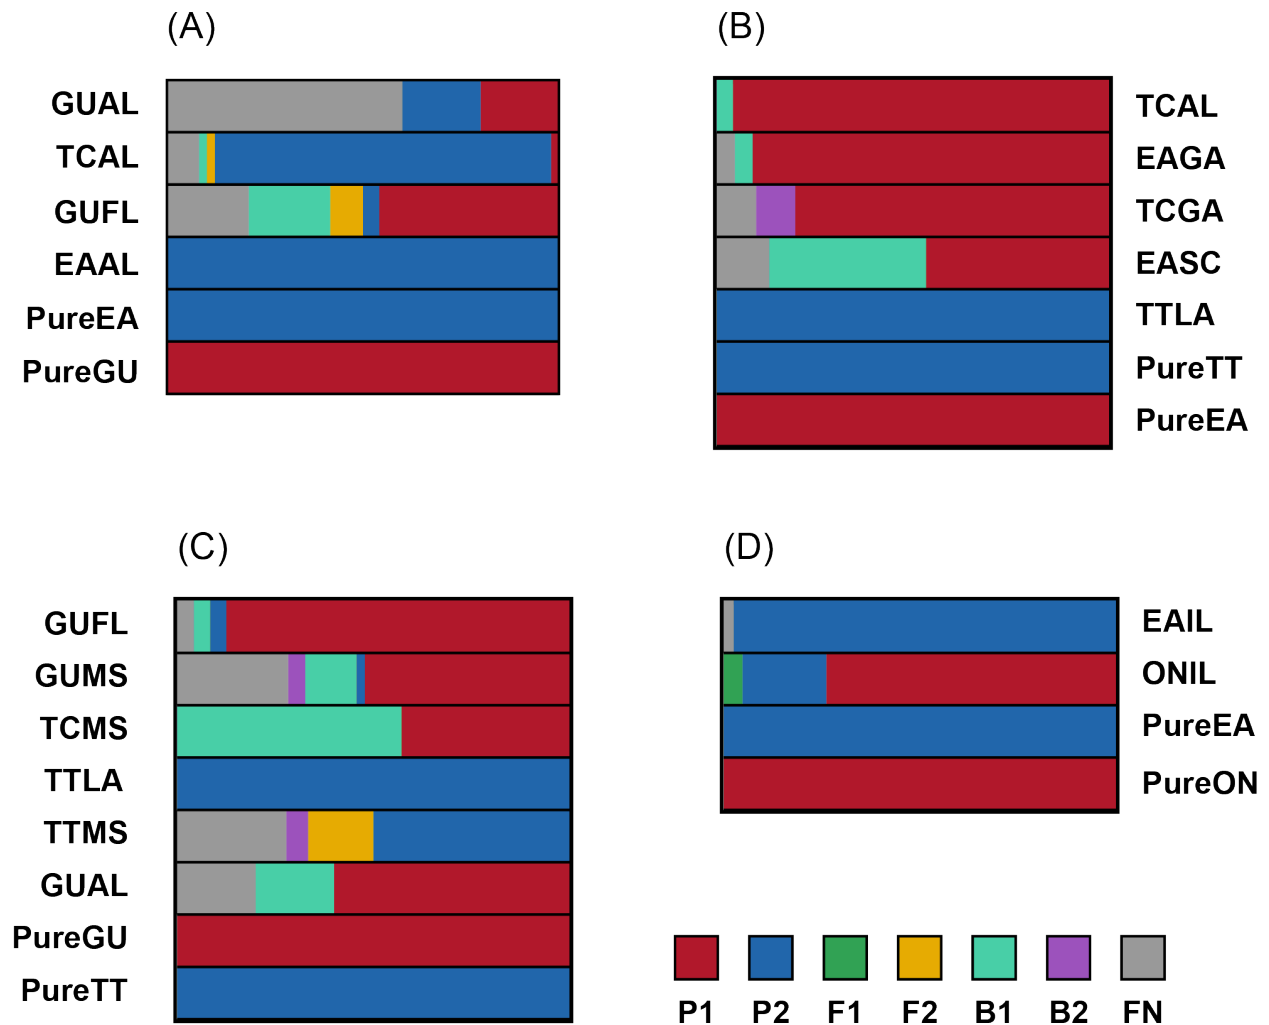 (A)
GUAL
TCAL
GUFL
EAAL
PureEA
PureGU
(B)
TCAL
EAGA
TCGA
EASC
TTLA
PureTT
PureEA
(C)
GUFL
GUMS
TCMS
TTLA
TTMS
GUAL
PureGU
PureTT
(D)
EAIL
ONIL
PureEA
PureON
P1 P2 F1 F2 B1 B2 FN